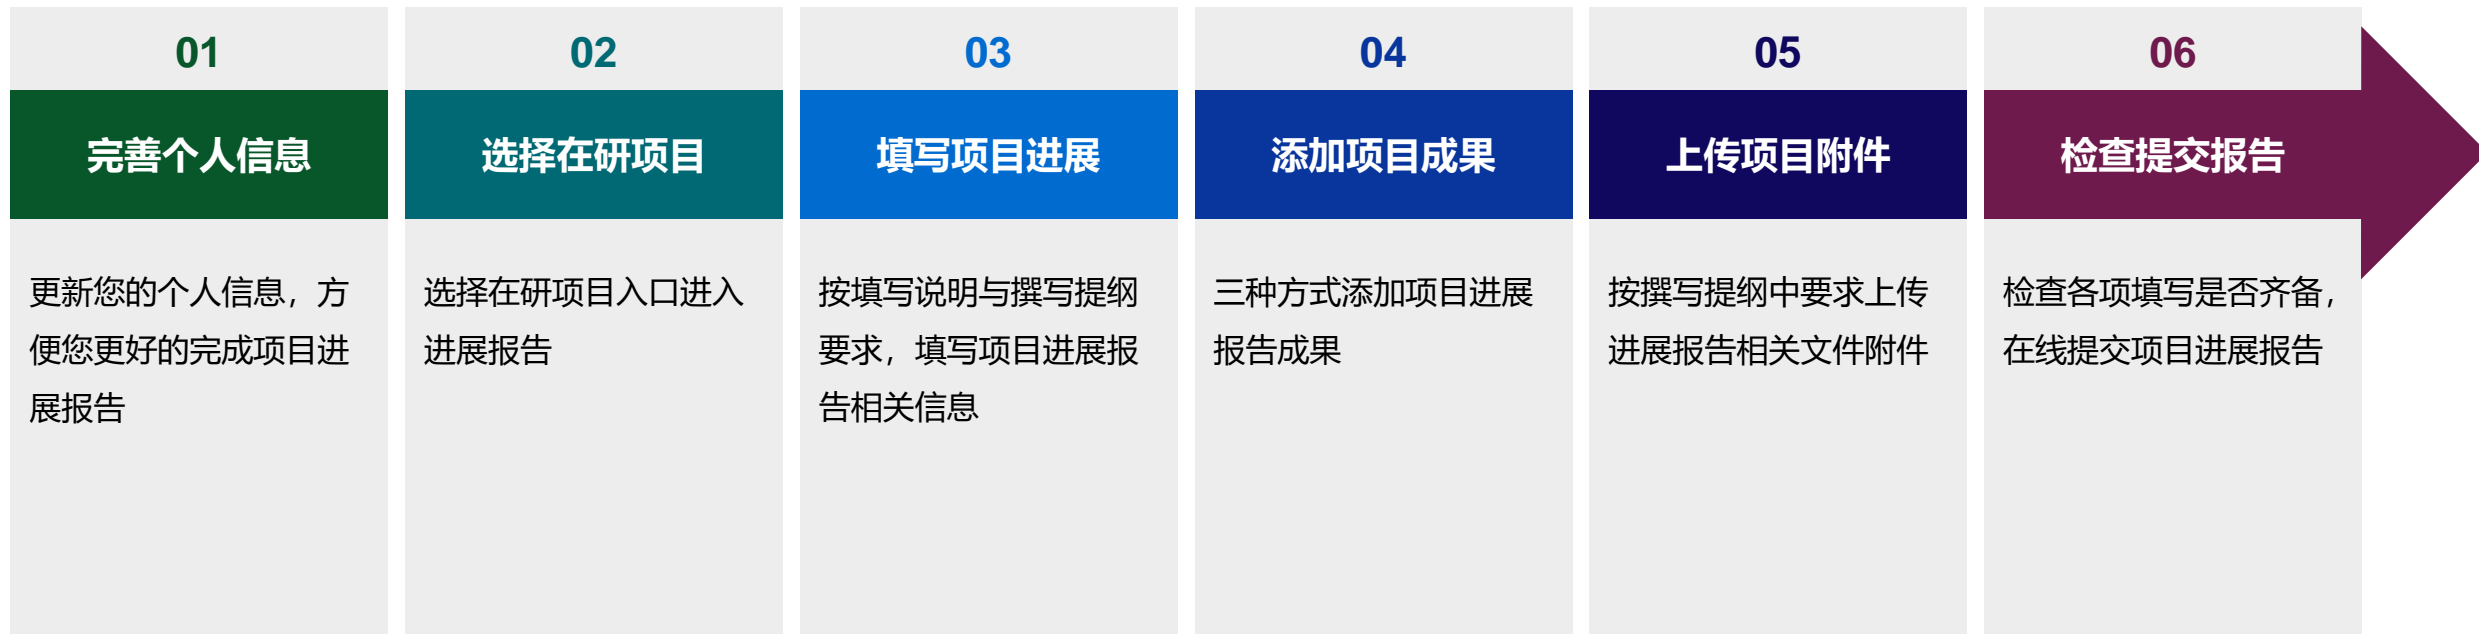 01
完善个人信息
更新您的个人信息，方
便您更好的完成项目进
展报告
02
选择在研项目
选择在研项目入口进入
进展报告
03
填写项目进展
按填写说明与撰写提纲
要求，填写项目进展报
告相关信息
04
添加项目成果
三种方式添加项目进展
报告成果
05
上传项目附件
按撰写提纲中要求上传
进展报告相关文件附件
06
检查提交报告
检查各项填写是否齐备，
在线提交项目进展报告